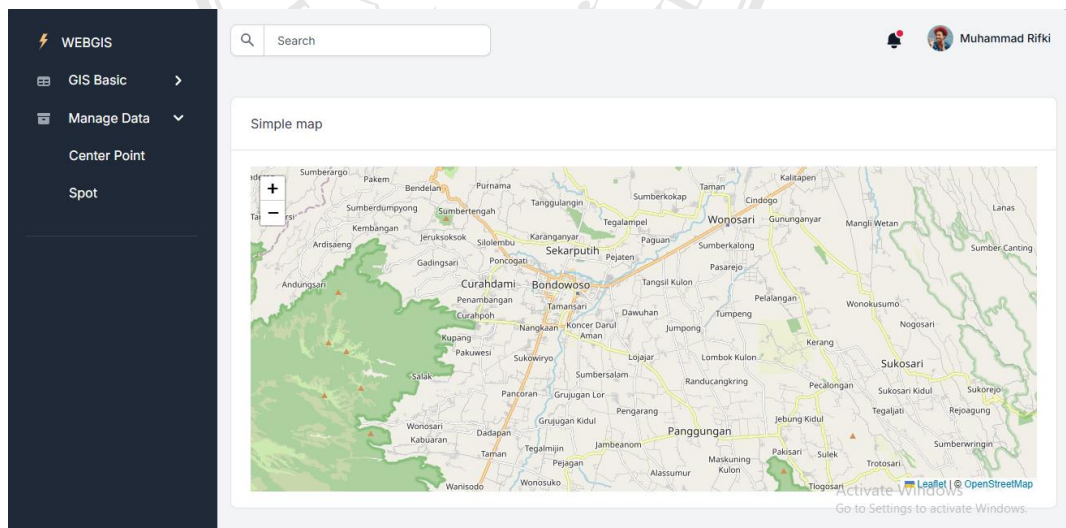 WEBGIS
GIS Basic
Manage Data
Center Point
Spot
Search
Muhammad Rifki
Simple map
+
−
Sumberargo
Pakem
Bendelan
Purnama
Sumberkokap
Taman
Kalitapen
Cindogo
Lanas
Sumberdumpyong
Sumbertengah
Tanggulangin
Tegalampel
Wonosari
Gununganyar
Mangli Wetan
Kembangan
Jeruksoksok
Silolembu
Karanganyar
Paguan
Sumberkalong
Ardisaeng
Sekarputih
Pejaten
Sumber Canting
Gadingsari
Poncogati
Pasarejo
Andungsari
Curahdami
Bondowoso
Tangsil Kulon
Penambangan
Tamansari
Pelalangan
Wonokusumo
Curahpoh
Dawuhan
Tumpeng
Nangkaan
Koncer Darul
Aman
Jumpong
Nogosari
Kupang
Kerang
Pakuwesi
Sukowiryo
Lojajar
Lombok Kulon
Sukosari
Salak
Sumbersalam
Randucangkring
Pecalongan
Sukosari Kidul
Sukorejo
Pancoran
Grujugan Lor
Pengarang
Tegaljati
Rejoagung
Wonosari
Grujugan Kidul
Jebung Kidul
Kabuaran
Dadapan
Panggungan
Taman
Tegalmijin
Jambeanom
Pakisari
Sulek
Sumberwringin
Pejagan
Maskuning
Kulon
Trotosari
Alassumur
Wanisodo
Wonosuko
Tlogosari
Leaflet | © OpenStreetMap
Activate Windows
Go to Settings to activate Windows.